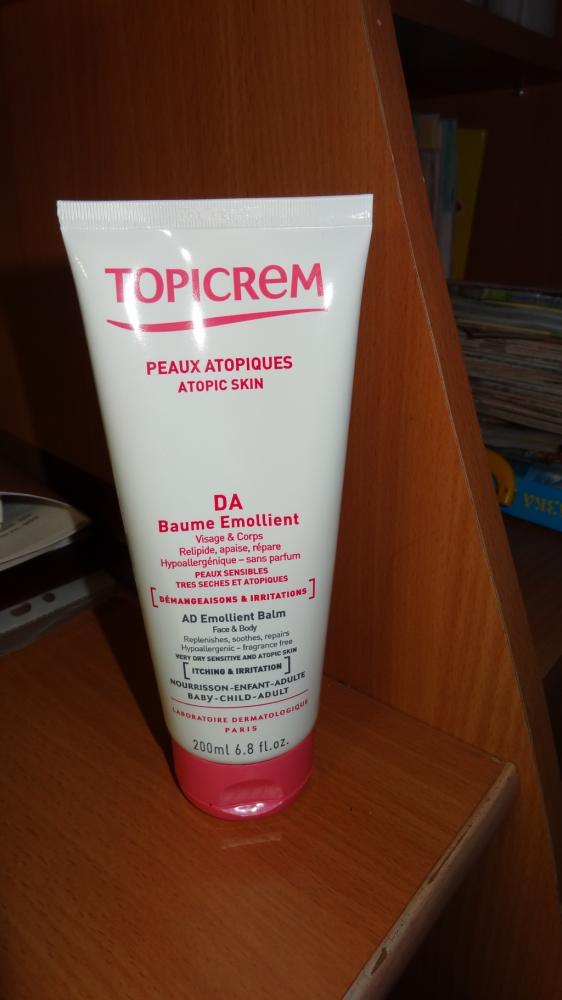 TOPICREM
PEAUX ATOPIQUES
ATOPIC SKIN
DA
Baume Emollient
Visage & Corps
Relipide, apaise, répare
Hypoallergénique – sans parfum
PEAUX SENSIBLES
TRES SECHES ET ATOPIQUES
[DÉMANGEAISONS & IRRITATIONS]
AD Emollient Balm
Face & Body
Replenishes, soothes, repairs
Hypoallergenic – fragrance free
VERY DRY SENSITIVE AND ATOPIC SKIN
[ITCHING & IRRITATION]
NOURRISSON-ENFANT-ADULTE
BABY-CHILD-ADULT
LABORATOIRE DERMATOLOGIQUE
PARIS
200ml 6.8 fl.oz.